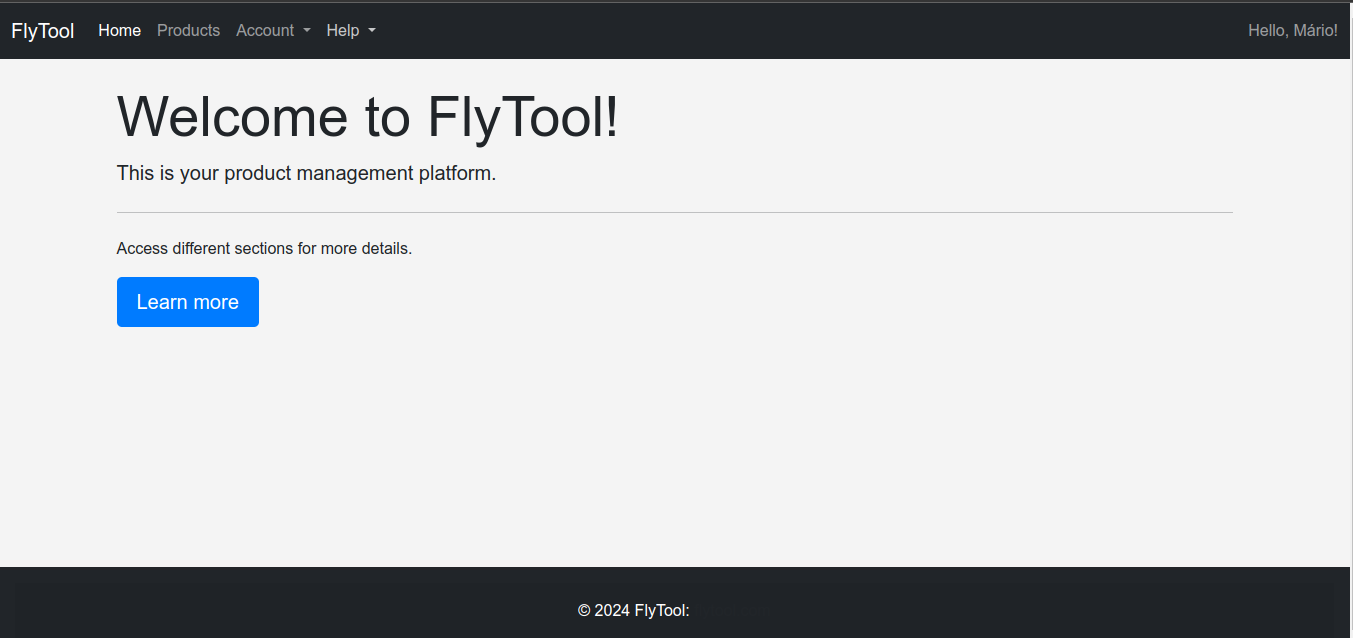 FlyTool Home Products Account Help Hello, Mário!
Welcome to FlyTool!
This is your product management platform.
Access different sections for more details.
Learn more
© 2024 FlyTool: